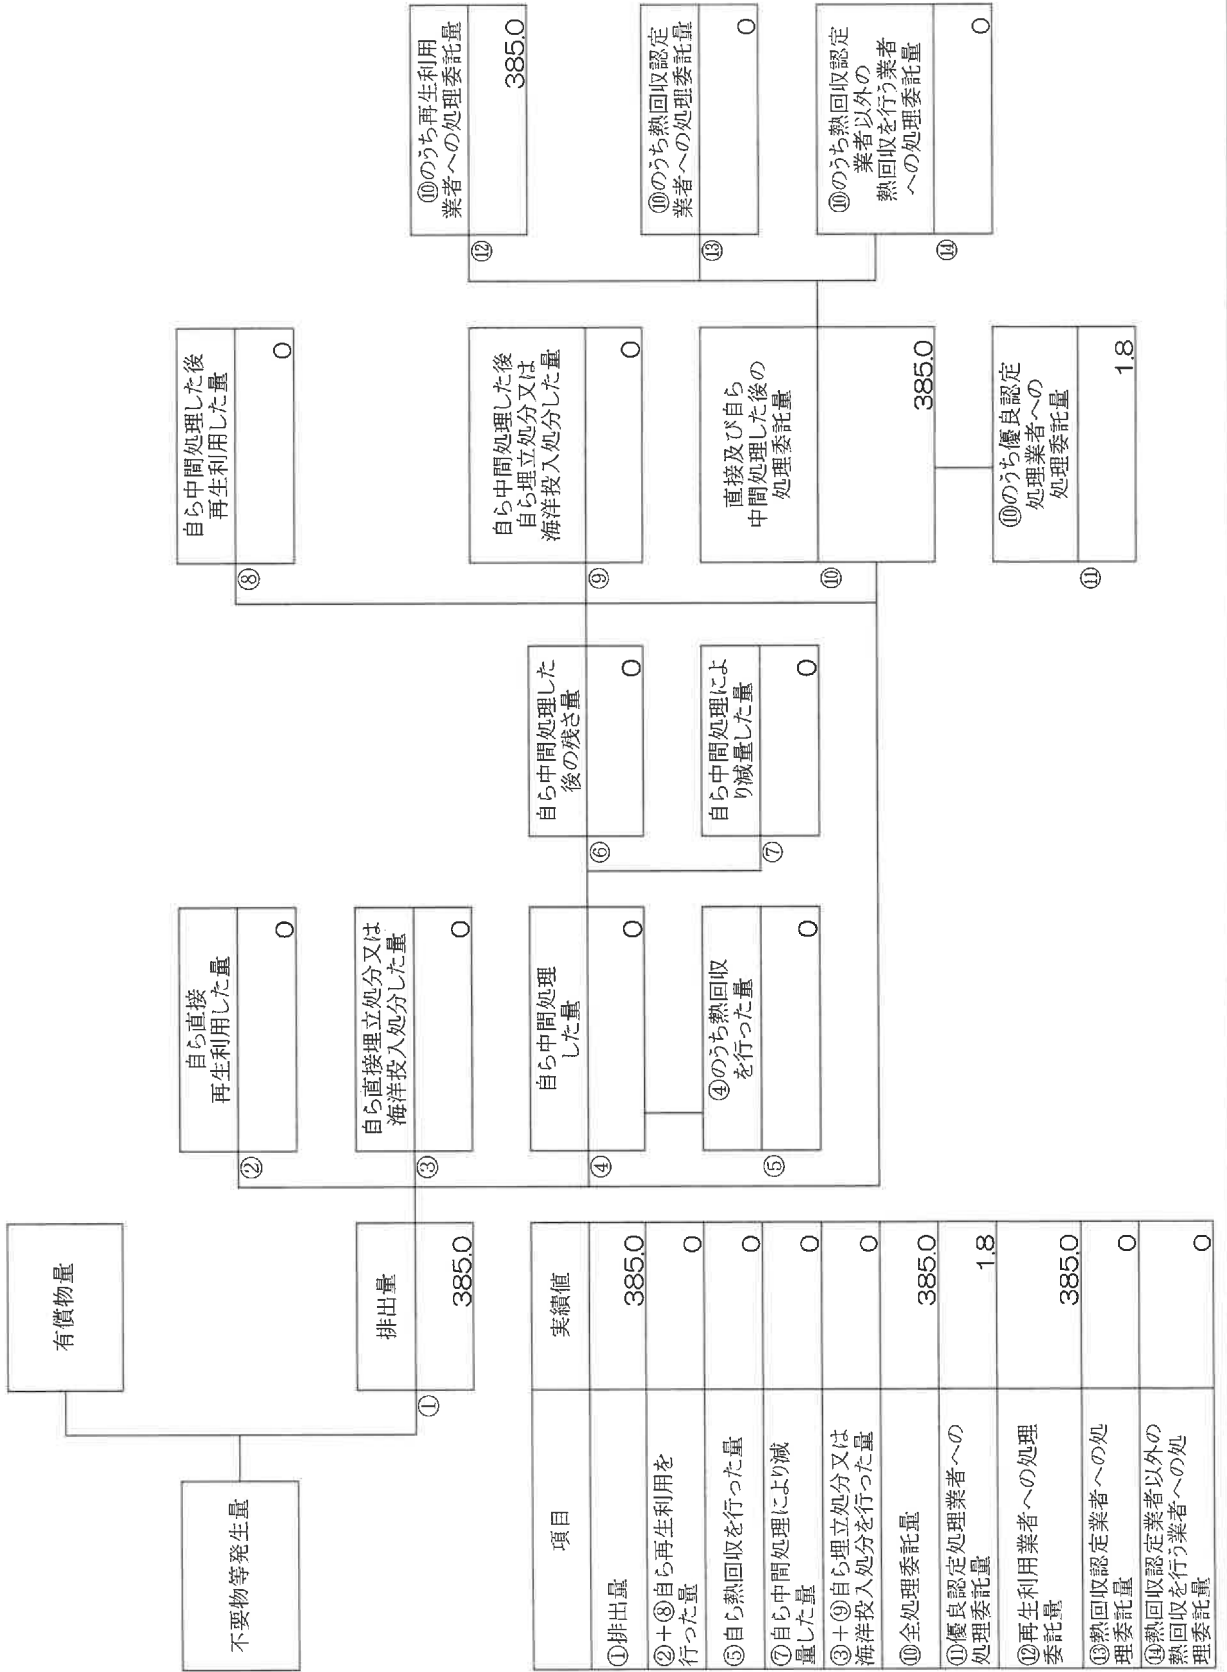 有償物量
不要物等発生量
排出量
①
385.0
自ら直接
再生利用した量
②
0
自ら直接埋立処分又は
海洋投入処分した量
③
0
自ら中間処理
した量
④
0
④のうち熱回収
を行った量
⑤
0
自ら中間処理した
後の残さ量
⑥
0
自ら中間処理によ
り減量した量
⑦
0
自ら中間処理した後
再生利用した量
⑧
0
自ら中間処理した後
自ら埋立処分又は
海洋投入処分した量
⑨
0
直接及び自ら
中間処理した後の
処理委託量
⑩
385.0
⑩のうち優良認定
処理業者への
処理委託量
⑪
1.8
⑩のうち再生利用
業者への処理委託量
⑫
385.0
⑩のうち熱回収認定
業者への処理委託量
⑬
0
⑩のうち熱回収認定
業者以外の
熱回収を行う業者
への処理委託量
⑭
0
項目 実績値
①排出量 385.0
②+⑧自ら再生利用を
行った量 0
⑤自ら熱回収を行った量 0
⑦自ら中間処理により減
量した量 0
③+⑨自ら埋立処分又は
海洋投入処分を行った量 0
⑩全処理委託量 385.0
⑪優良認定処理業者への
処理委託量 1.8
⑫再生利用業者への処理
委託量 385.0
⑬熱回収認定業者への処
理委託量 0
⑭熱回収認定業者以外の
熱回収を行う業者への処
理委託量 0